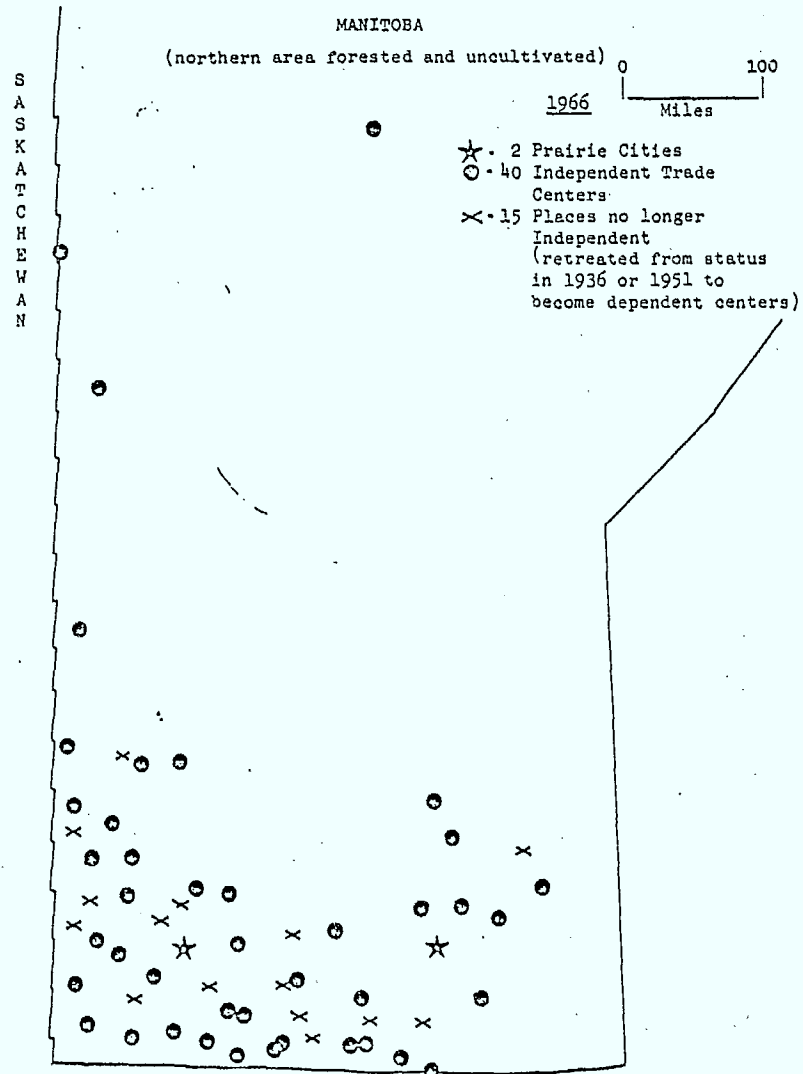 MANITOBA
(northern area forested and uncultivated)
0 100
Miles
1966
2 Prairie Cities
40 Independent Trade
Centers
15 Places no longer
Independent
(retreated from status
in 1936 or 1951 to
become dependent centers)
SASKATCHEWAN